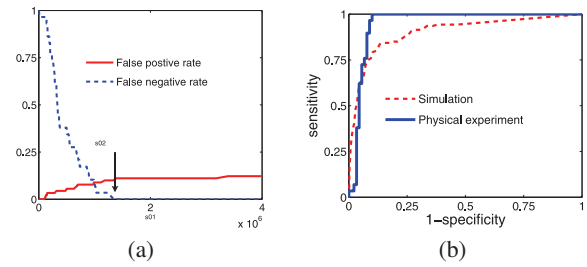 1
0.75
0.5
0.25
0
False postive rate
False negative rate
s02
0 2 4
s01
x 10^6
(a)
1
0.75
0.5
0.25
0
sensitivity
Simulation
Physical experiment
0 0.25 0.5 0.75 1
1−specificity
(b)